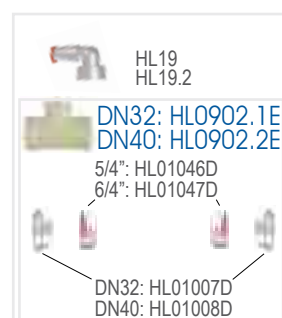 HL19
HL19.2
DN32: HL0902.1E
DN40: HL0902.2E
5/4”: HL01046D
6/4”: HL01047D
DN32: HL01007D
DN40: HL01008D